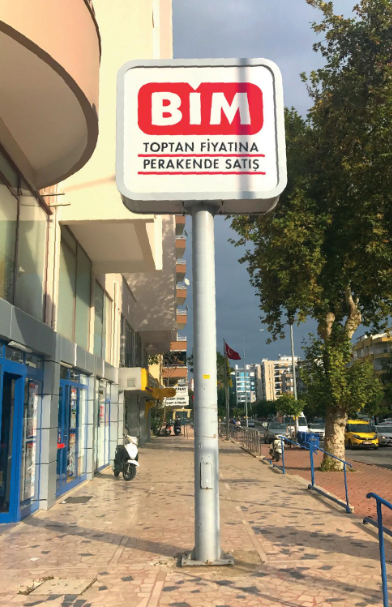 BİM
TOPTAN FİYATINA
PERAKENDE SATIŞ